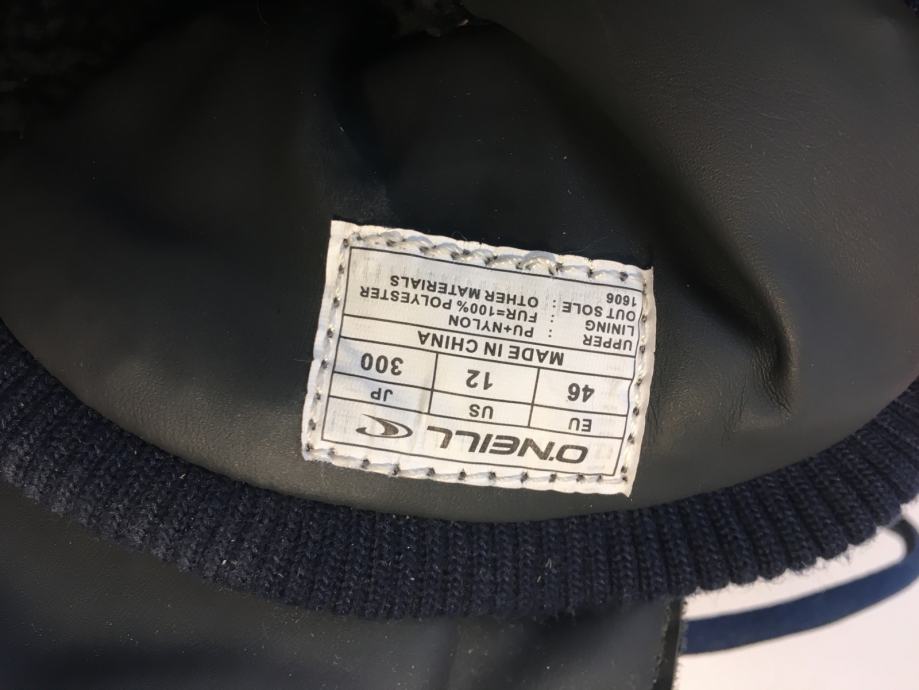 O'NEILL
EU US JP
46 12 300
MADE IN CHINA
UPPER : PU+NYLON
LINING : FUR=100% POLYESTER
OUT SOLE : OTHER MATERIALS
1606